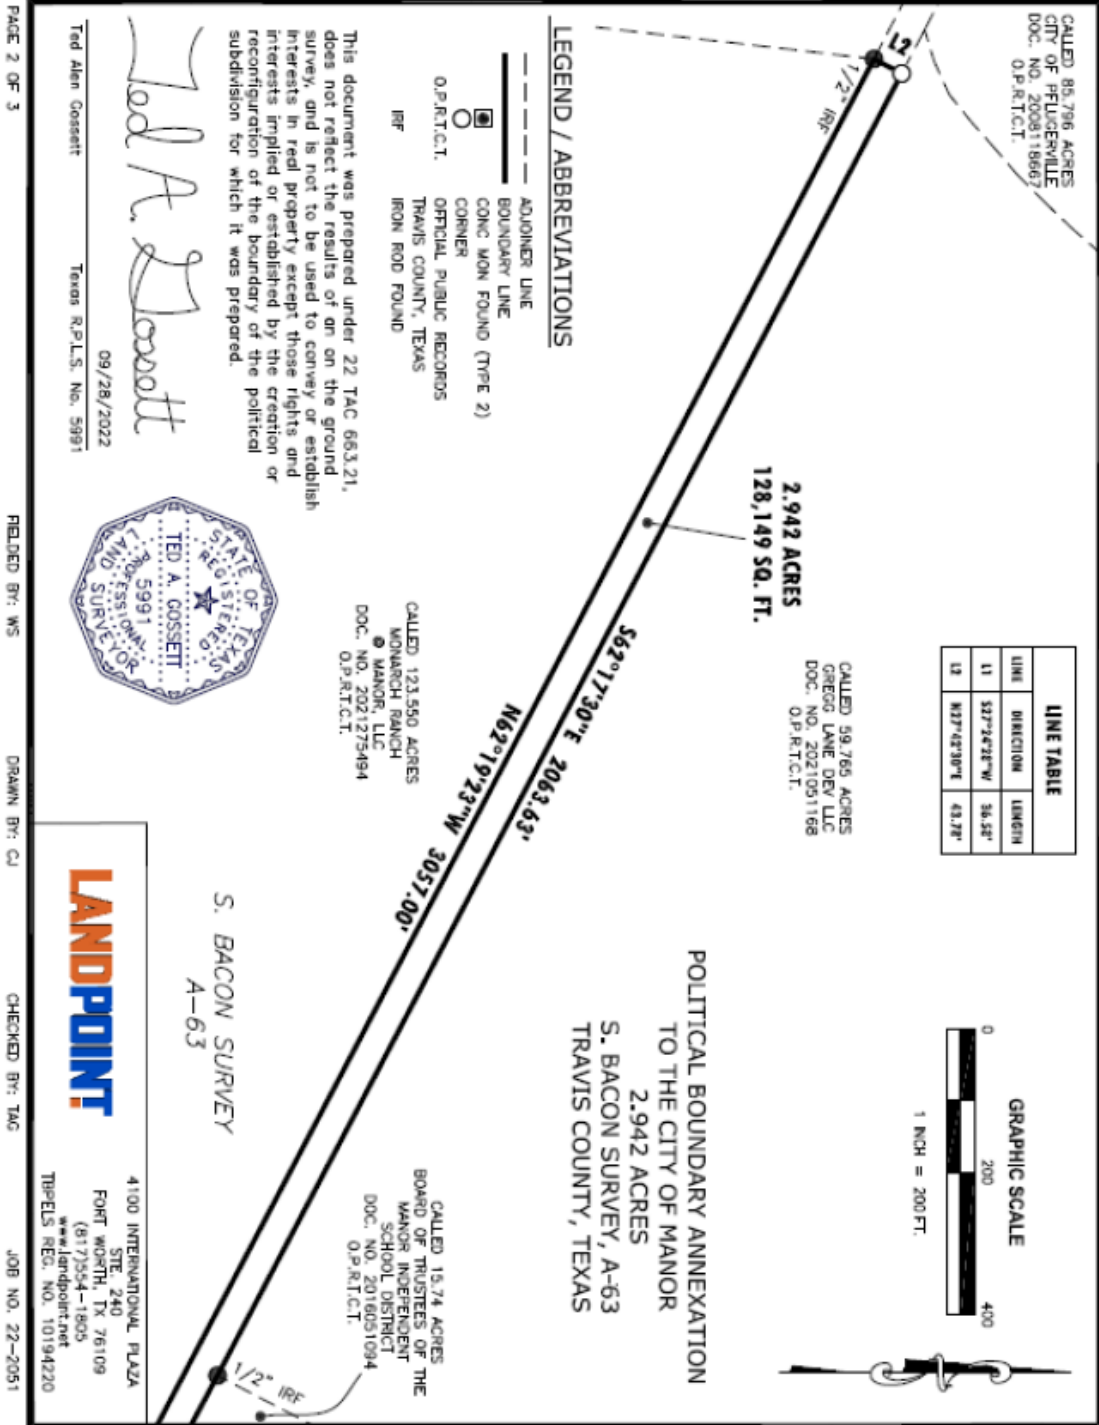 CALLED 85.796 ACRES
CITY OF PFLUGERVILLE
DOC. NO. 2008118667
O.P.R.T.C.T.
L2
1/2" IRF
LINE TABLE
LINE DIRECTION LENGTH
L1 S27°24'28"W 36.58'
L2 N27°42'30"E 43.78'
GRAPHIC SCALE
0 200 400
1 INCH = 200 FT.
2.942 ACRES
128,149 SQ. FT.
CALLED 59.765 ACRES
GREGG LANE DEV LLC
DOC. NO. 2021051168
O.P.R.T.C.T.
S62°17'30"E 2063.63'
N62°19'23"W 3057.00'
POLITICAL BOUNDARY ANNEXATION
TO THE CITY OF MANOR
2.942 ACRES
S. BACON SURVEY, A-63
TRAVIS COUNTY, TEXAS
LEGEND / ABBREVIATIONS
ADJOINER LINE
BOUNDARY LINE
CONC MON FOUND (TYPE 2)
CORNER
O.P.R.T.C.T. OFFICIAL PUBLIC RECORDS
TRAVIS COUNTY, TEXAS
IRF IRON ROD FOUND
CALLED 123.550 ACRES
MONARCH RANCH
@ MANOR, LLC
DOC. NO. 2021275494
O.P.R.T.C.T.
CALLED 15.74 ACRES
BOARD OF TRUSTEES OF THE
MANOR INDEPENDENT
SCHOOL DISTRICT
DOC. NO. 2016051094
O.P.R.T.C.T.
1/2" IRF
S. BACON SURVEY
A-63
This document was prepared under 22 TAC 663.21,
does not reflect the results of an on the ground
survey, and is not to be used to convey or establish
interests in real property except those rights and
interests implied or established by the creation or
reconfiguration of the boundary of the political
subdivision for which it was prepared.
Ted A. Gossett
09/28/2022
Ted Alen Gossett Texas R.P.L.S. No. 5991
STATE OF TEXAS
REGISTERED
TED A. GOSSETT
5991
PROFESSIONAL
LAND SURVEYOR
LANDPOINT
4100 INTERNATIONAL PLAZA
STE. 240
FORT WORTH, TX 76109
(817)554-1805
www.landpoint.net
TBPELS REG. NO. 10194220
PAGE 2 OF 3 FIELDED BY: WS DRAWN BY: CJ CHECKED BY: TAG JOB NO. 22-2051